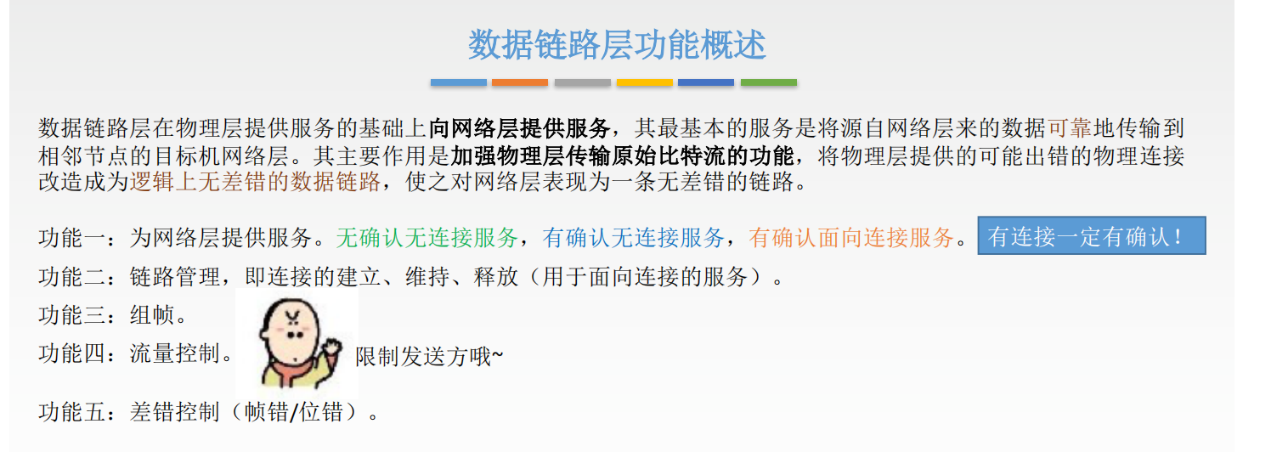 数据链路层功能概述
数据链路层在物理层提供服务的基础上向网络层提供服务，其最基本的服务是将源自网络层来的数据可靠地传输到
相邻节点的目标机网络层。其主要作用是加强物理层传输原始比特流的功能，将物理层提供的可能出错的物理连接
改造成为逻辑上无差错的数据链路，使之对网络层表现为一条无差错的链路。
功能一：为网络层提供服务。无确认无连接服务，有确认无连接服务，有确认面向连接服务。 有连接一定有确认！
功能二：链路管理，即连接的建立、维持、释放（用于面向连接的服务）。
功能三：组帧。
功能四：流量控制。 限制发送方哦~
功能五：差错控制（帧错/位错）。